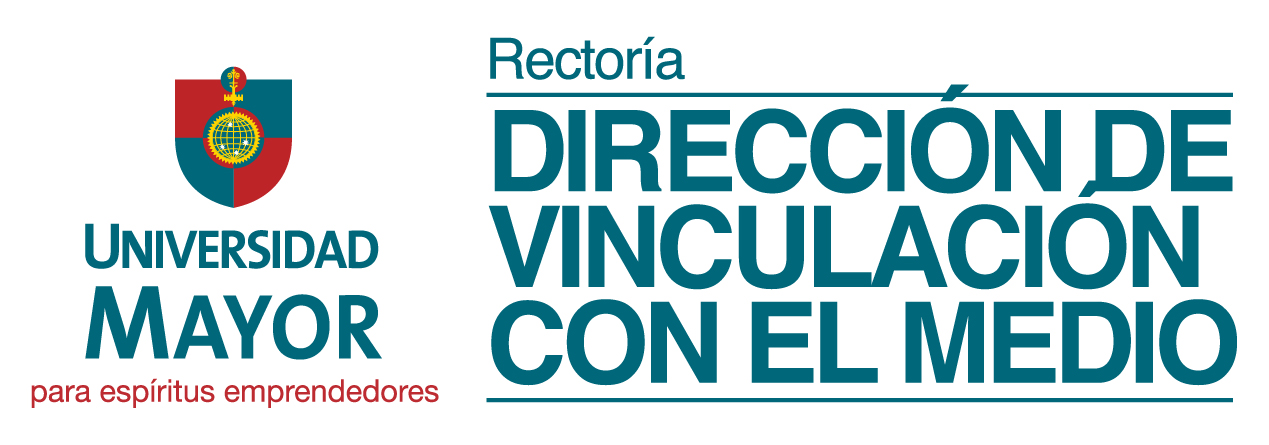 UNIVERSIDAD
MAYOR
para espíritus emprendedores
Rectoría
DIRECCIÓN DE
VINCULACIÓN
CON EL MEDIO